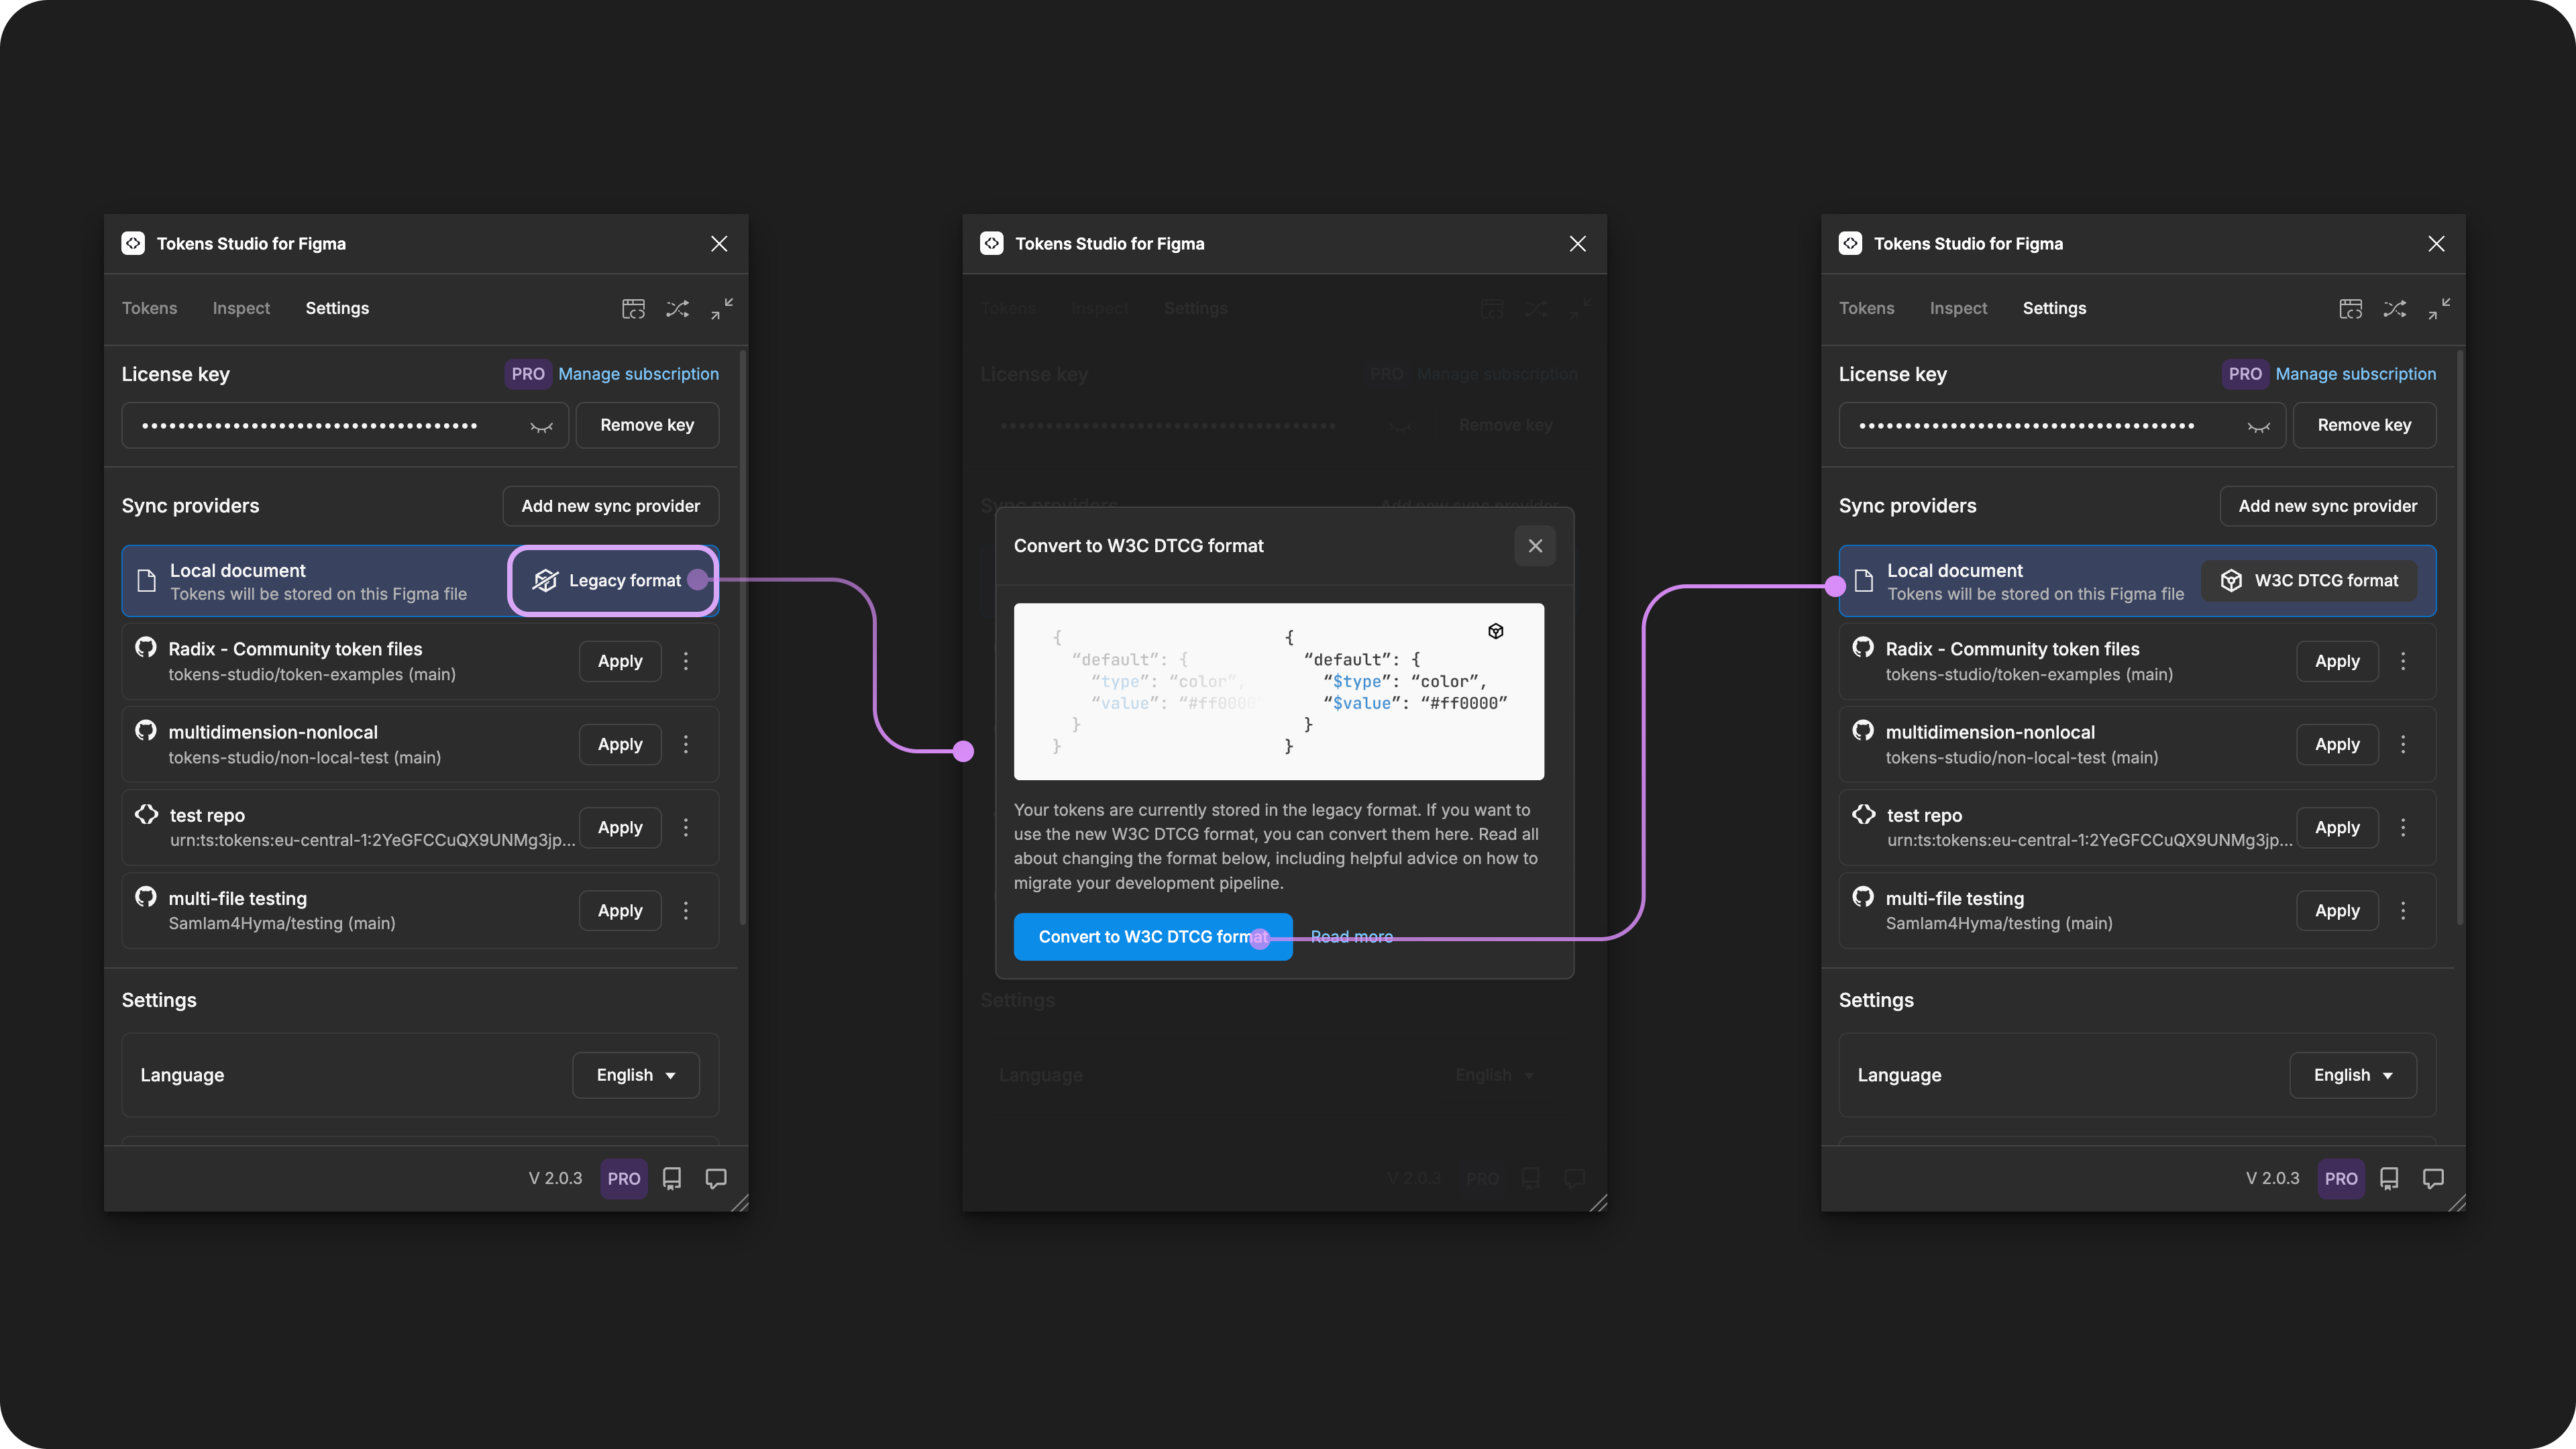 Tokens Studio for Figma
Tokens Inspect Settings
License key PRO Manage subscription
Remove key
Sync providers Add new sync provider
Local document
Tokens will be stored on this Figma file
Legacy format
Radix - Community token files
tokens-studio/token-examples (main)
Apply
multidimension-nonlocal
tokens-studio/non-local-test (main)
Apply
test repo
urn:ts:tokens:eu-central-1:2YeGFCCuQX9UNMg3jp...
Apply
multi-file testing
SamIam4Hyma/testing (main)
Apply
Settings
Language English
V 2.0.3 PRO
Tokens Studio for Figma
Tokens Inspect Settings
License key PRO Manage subscription
Remove key
Sync providers Add new sync provider
Convert to W3C DTCG format
{
“default”: {
“type”: “color”,
“value”: “#ff0000”
}
}
{
“default”: {
“$type”: “color”,
“$value”: “#ff0000”
}
}
Your tokens are currently stored in the legacy format. If you want to
use the new W3C DTCG format, you can convert them here. Read all
about changing the format below, including helpful advice on how to
migrate your development pipeline.
Convert to W3C DTCG format Read more
Settings
Language English
V 2.0.3 PRO
Tokens Studio for Figma
Tokens Inspect Settings
License key PRO Manage subscription
Remove key
Sync providers Add new sync provider
Local document
Tokens will be stored on this Figma file
W3C DTCG format
Radix - Community token files
tokens-studio/token-examples (main)
Apply
multidimension-nonlocal
tokens-studio/non-local-test (main)
Apply
test repo
urn:ts:tokens:eu-central-1:2YeGFCCuQX9UNMg3jp...
Apply
multi-file testing
SamIam4Hyma/testing (main)
Apply
Settings
Language English
V 2.0.3 PRO